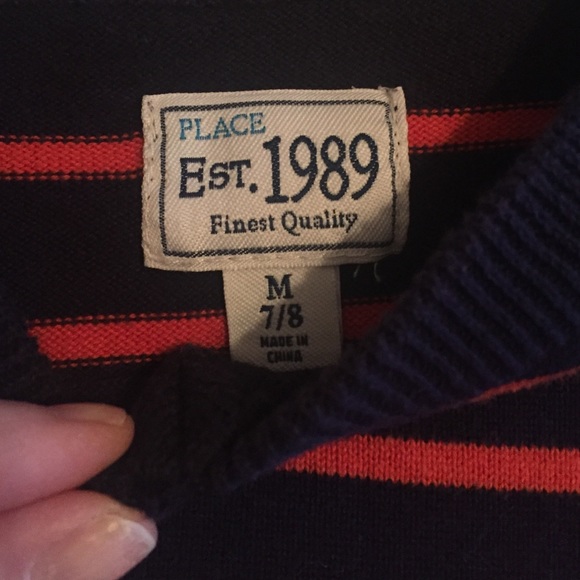 PLACE
EST. 1989
Finest Quality
M
7/8
MADE IN
CHINA